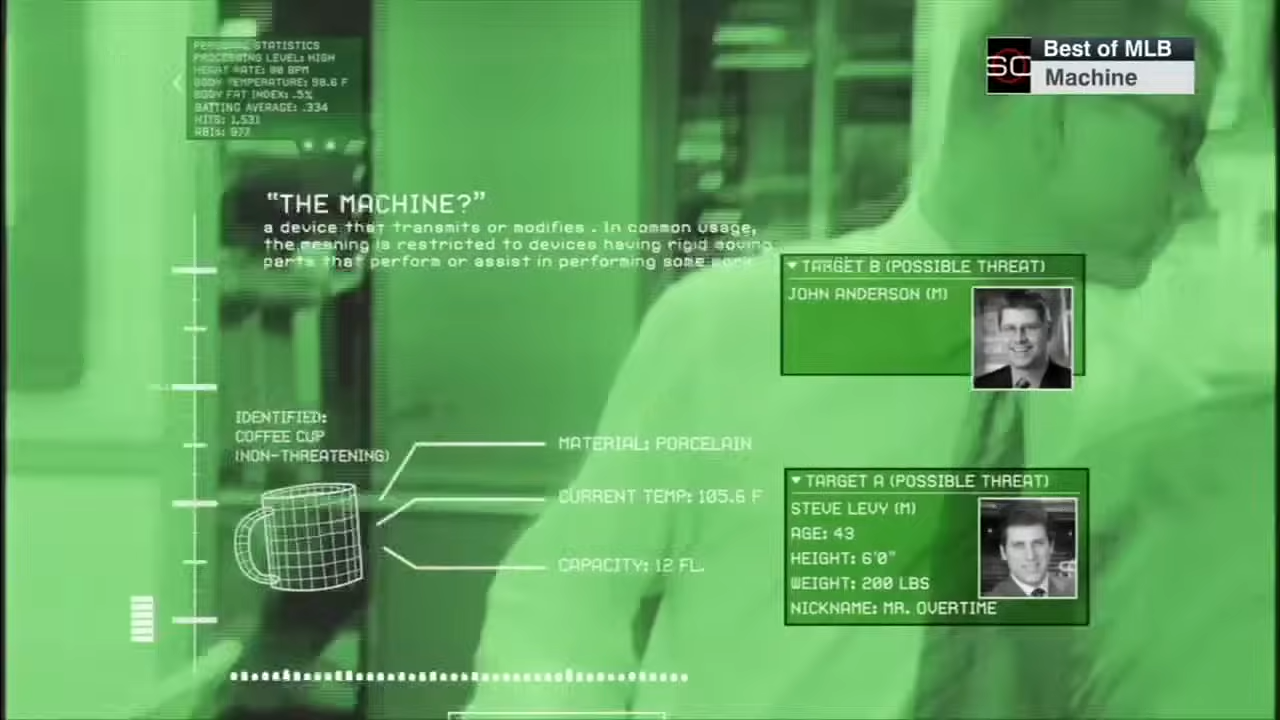 PERSONAL STATISTICS
PROCESSING LEVEL: HIGH
HEART RATE: 80 BPM
BODY TEMPERATURE: 98.6 F
BODY FAT INDEX: .5%
BATTING AVERAGE: .334
HITS: 1,531
RBIs: 977
SC
Best of MLB
Machine
"THE MACHINE?"
a device that transmits or modifies . In common usage,
the meaning is restricted to devices having rigid moving
parts that perform or assist in performing some work.
TARGET B (POSSIBLE THREAT)
JOHN ANDERSON (M)
IDENTIFIED:
COFFEE CUP
(NON-THREATENING)
MATERIAL: PORCELAIN
CURRENT TEMP: 105.6 F
CAPACITY: 12 FL.
TARGET A (POSSIBLE THREAT)
STEVE LEVY (M)
AGE: 43
HEIGHT: 6'0"
WEIGHT: 200 LBS
NICKNAME: MR. OVERTIME